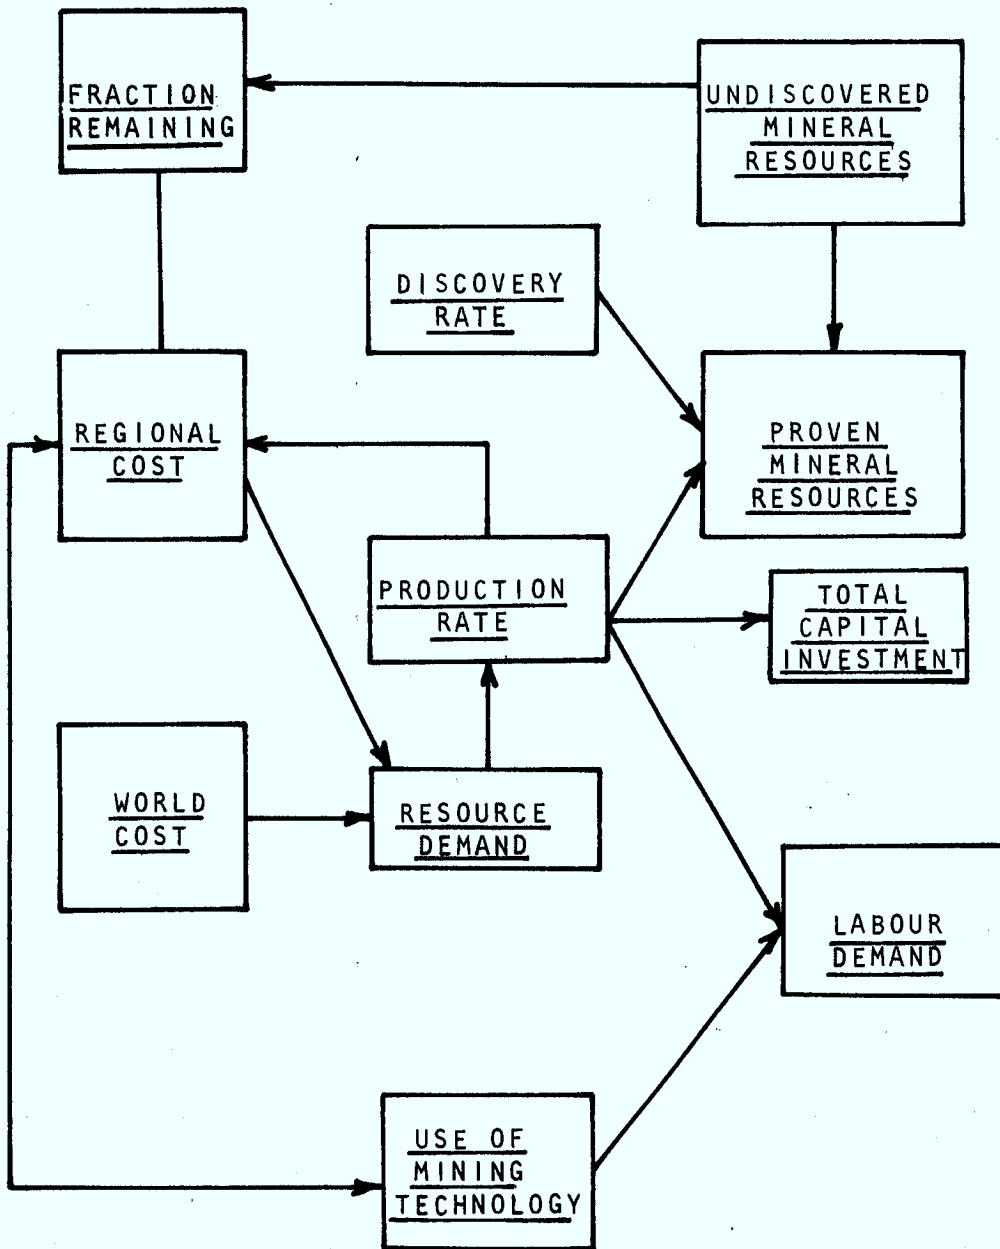 FRACTION
REMAINING
UNDISCOVERED
MINERAL
RESOURCES
DISCOVERY
RATE
REGIONAL
COST
PROVEN
MINERAL
RESOURCES
PRODUCTION
RATE
TOTAL
CAPITAL
INVESTMENT
WORLD
COST
RESOURCE
DEMAND
LABOUR
DEMAND
USE OF
MINING
TECHNOLOGY